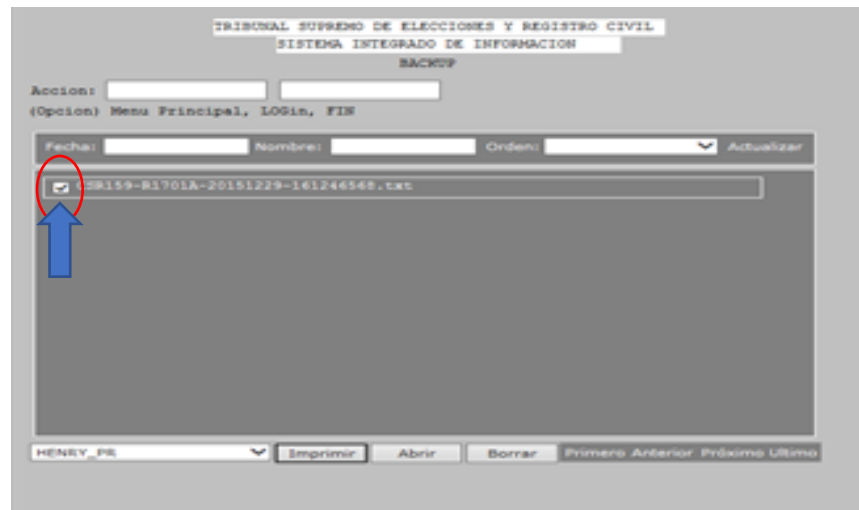 TRIBUNAL SUPREMO DE ELECCIONES Y REGISTRO CIVIL
SISTEMA INTEGRADO DE INFORMACION
BACKUP
Accion:
(Opcion) Menu Principal, LOGin, FIN
Fecha: Nombre: Orden: Actualizar
CSR159-R1701A-20151229-161246568.txt
HENRY_PR Imprimir Abrir Borrar Primero Anterior Próximo Ultimo